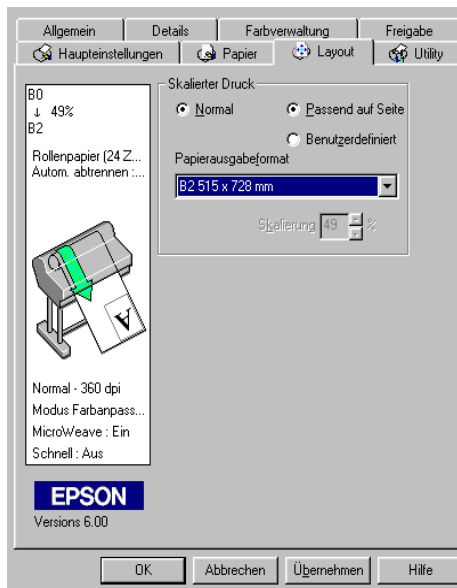 Allgemein Details Farbverwaltung Freigabe
Haupteinstellungen Papier Layout Utility
B0
↓ 49%
B2
Rollenpapier (24 Z...
Autom. abtrennen :...
A
Normal - 360 dpi
Modus Farbanpass...
MicroWeave : Ein
Schnell : Aus
EPSON
Versions 6.00
Skalierter Druck
Normal Passend auf Seite
Benutzerdefiniert
Papierausgabeformat
B2 515 x 728 mm
Skalierung 49 %
OK Abbrechen Übernehmen Hilfe